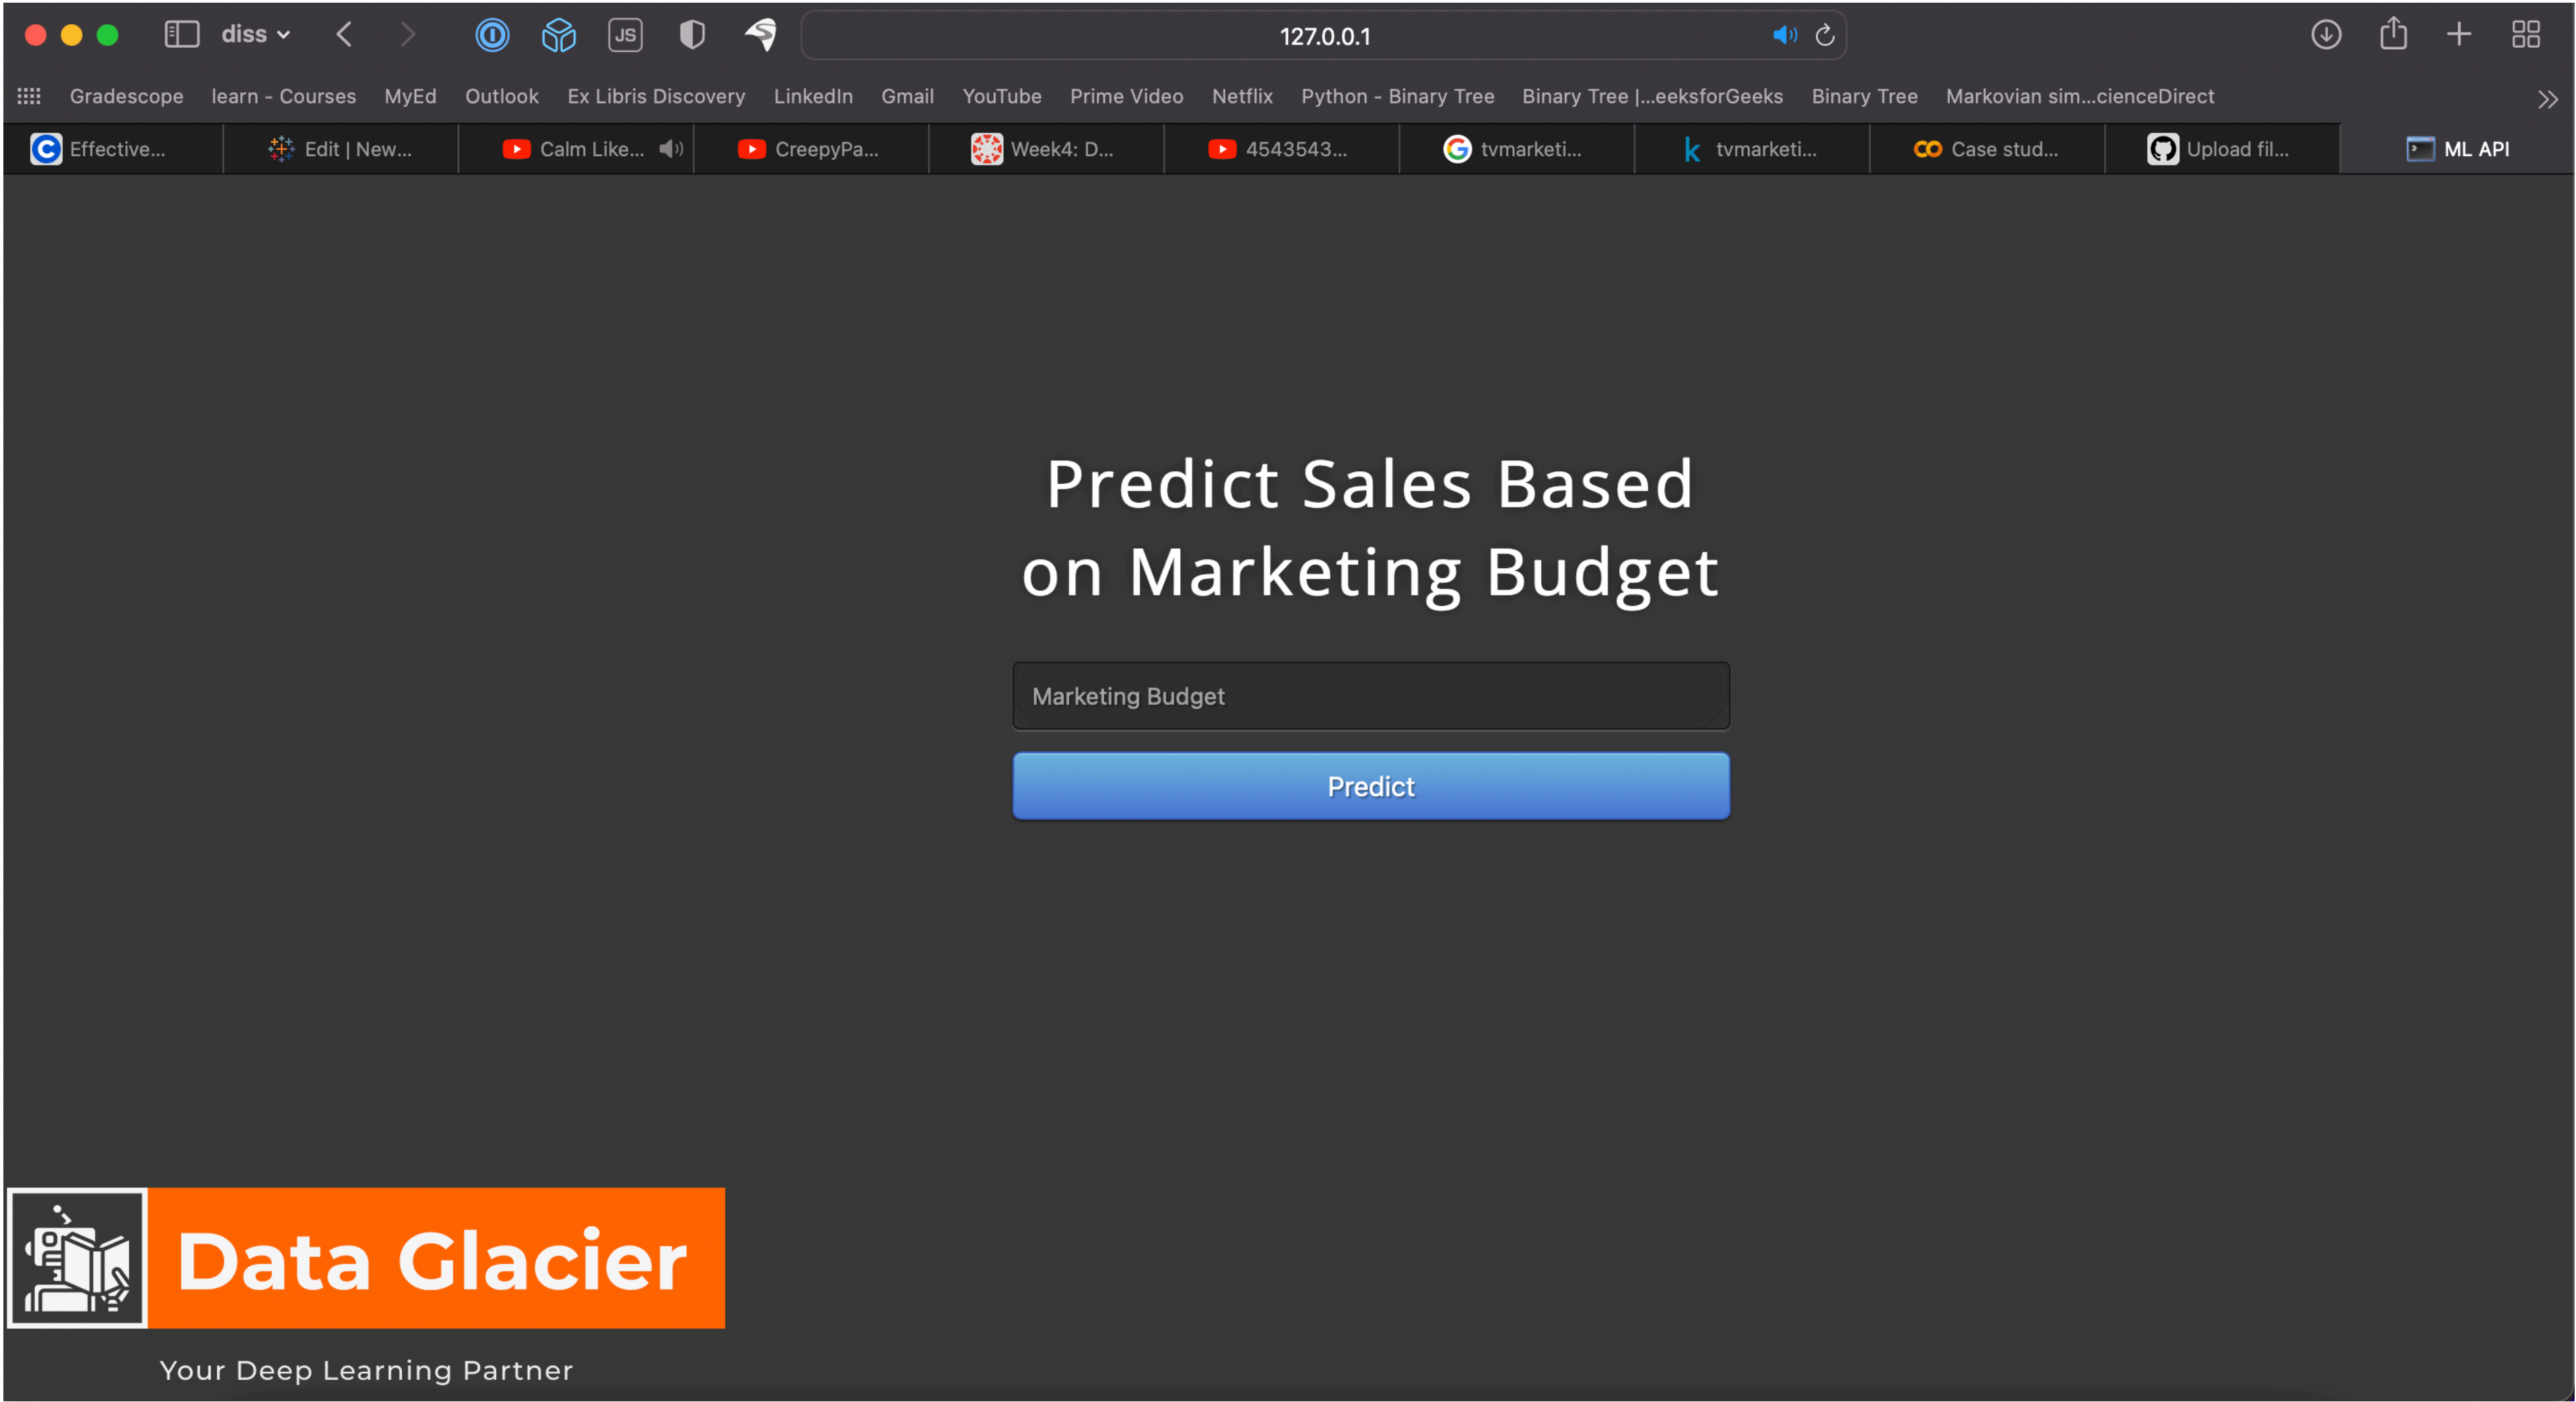 diss
JS
127.0.0.1
Gradescope learn - Courses MyEd Outlook Ex Libris Discovery LinkedIn Gmail YouTube Prime Video Netflix Python - Binary Tree Binary Tree |...eeksforGeeks Binary Tree Markovian sim...cienceDirect
Effective... Edit | New... Calm Like... CreepyPa... Week4: D... 4543543... tvmarketi... tvmarketi... Case stud... Upload fil... ML API
Predict Sales Based
on Marketing Budget
Marketing Budget
Predict
Data Glacier
Your Deep Learning Partner